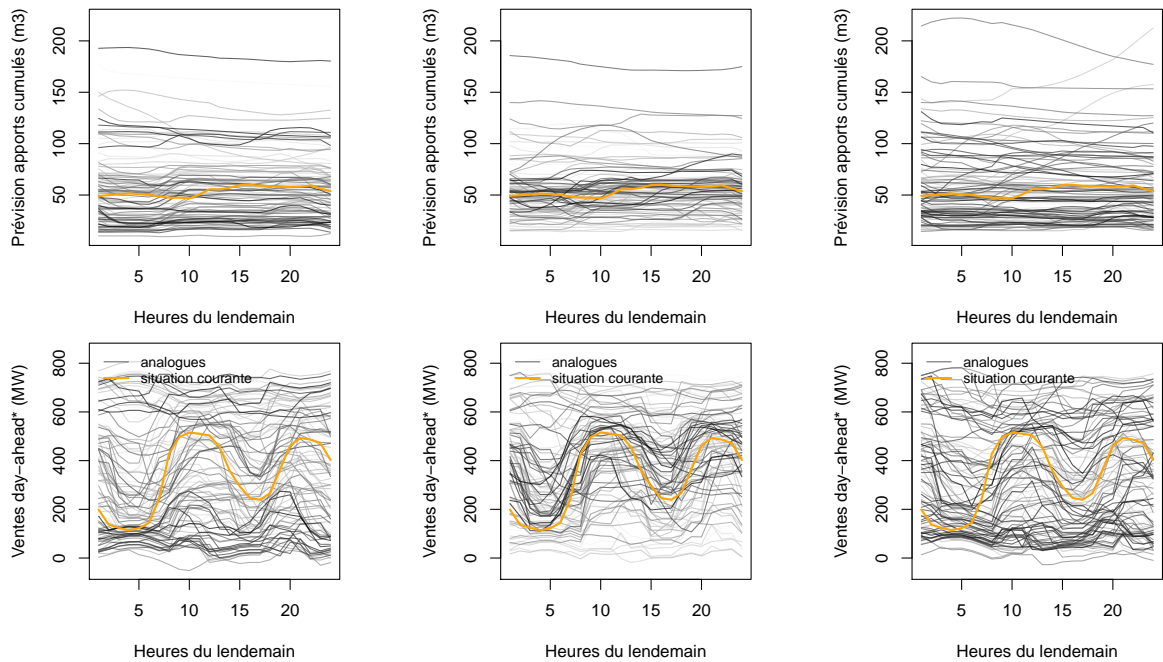 Prévision apports cumulés (m3)
50 100 150 200
5 10 15 20
Heures du lendemain
Prévision apports cumulés (m3)
50 100 150 200
5 10 15 20
Heures du lendemain
Prévision apports cumulés (m3)
50 100 150 200
5 10 15 20
Heures du lendemain
Ventes day−ahead* (MW)
0 200 400 600 800
analogues
situation courante
5 10 15 20
Heures du lendemain
Ventes day−ahead* (MW)
0 200 400 600 800
analogues
situation courante
5 10 15 20
Heures du lendemain
Ventes day−ahead* (MW)
0 200 400 600 800
analogues
situation courante
5 10 15 20
Heures du lendemain